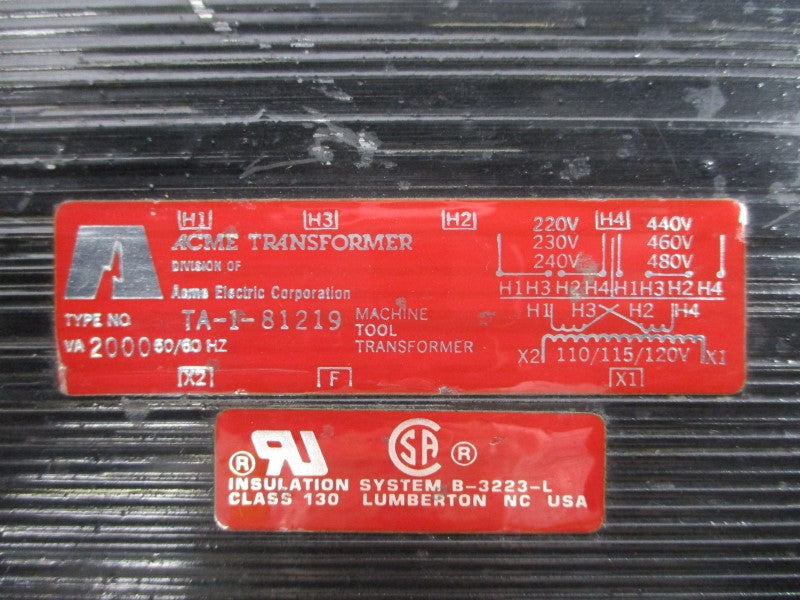 H1 H3 H2 H4
ACME TRANSFORMER
DIVISION OF
Acme Electric Corporation
TYPE NO. TA-1-81219
VA 2000 50/60 HZ
MACHINE
TOOL
TRANSFORMER
220V 440V
230V 460V
240V 480V
H1 H3 H2 H4 H1 H3 H2 H4
H1 H3 H2 H4
X2 110/115/120V X1
X2 F X1
® RU SA ®
INSULATION SYSTEM B-3223-L
CLASS 130 LUMBERTON NC USA